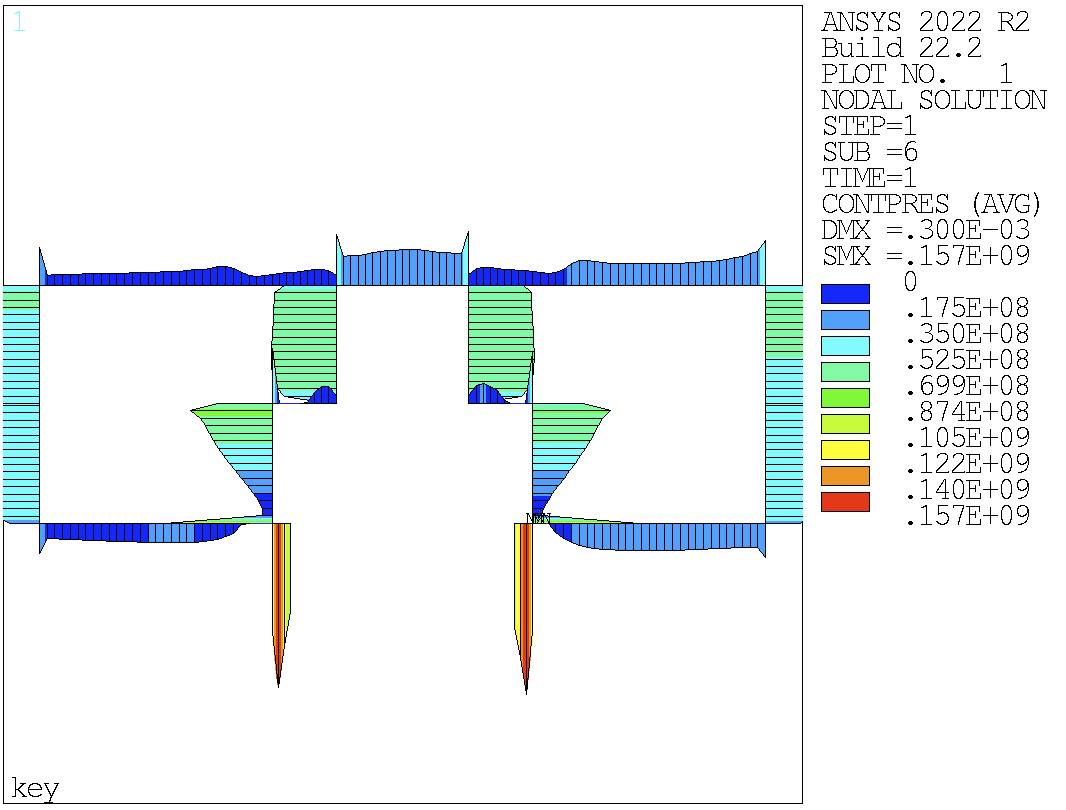 1
ANSYS 2022 R2
Build 22.2
PLOT NO. 1
NODAL SOLUTION
STEP=1
SUB =6
TIME=1
CONTPRES (AVG)
DMX =.300E-03
SMX =.157E+09
0
.175E+08
.350E+08
.525E+08
.699E+08
.874E+08
.105E+09
.122E+09
.140E+09
.157E+09
key